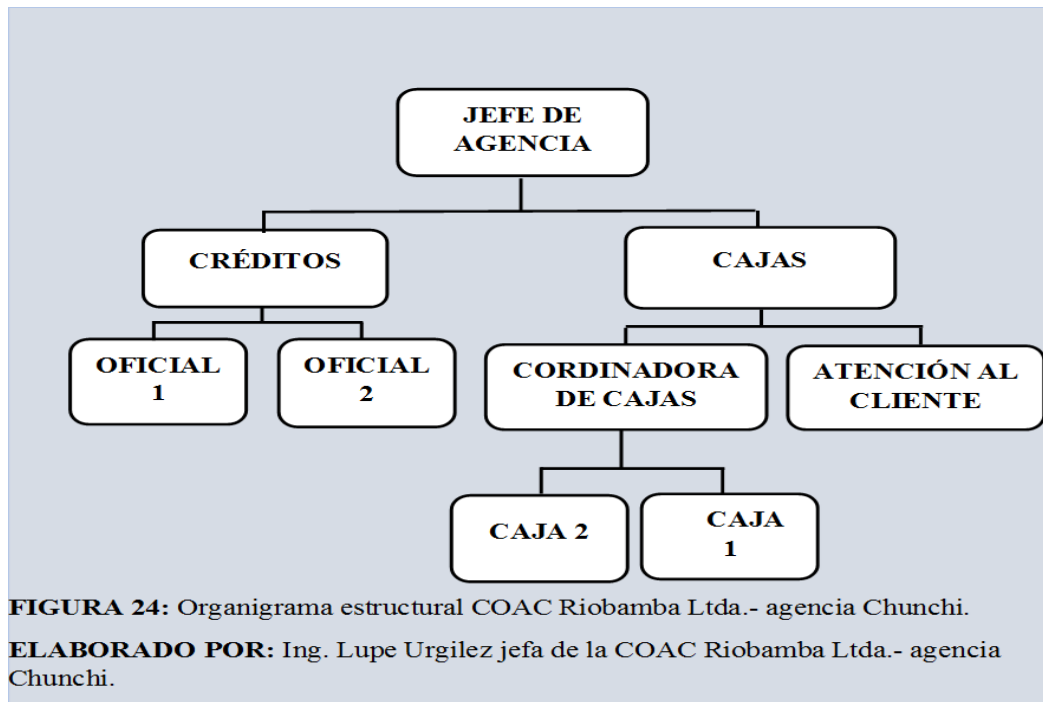 JEFE DE
AGENCIA
CRÉDITOS
CAJAS
OFICIAL
1
OFICIAL
2
CORDINADORA
DE CAJAS
ATENCIÓN AL
CLIENTE
CAJA 2
CAJA
1
FIGURA 24: Organigrama estructural COAC Riobamba Ltda.- agencia Chunchi.
ELABORADO POR: Ing. Lupe Urgilez jefa de la COAC Riobamba Ltda.- agencia
Chunchi.